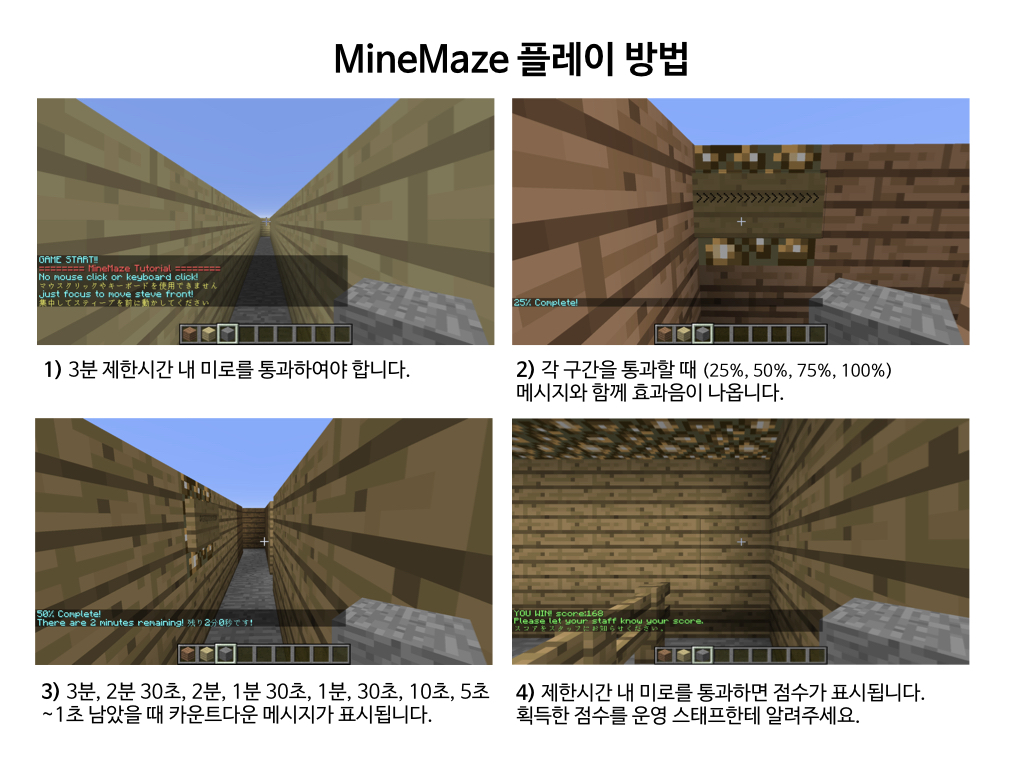 MineMaze 플레이 방법
GAME START!!
======== MineMaze Tutorial ========
No mouse click or keyboard click!
マウスクリックやキーボードを使用できません
just focus to move steve front!
集中してスティーブを前に動かしてください
1) 3분 제한시간 내 미로를 통과하여야 합니다.
>>>>>>>>>>>>>>>>>>>
25% Complete!
2) 각 구간을 통과할 때 (25%, 50%, 75%, 100%)
메시지와 함께 효과음이 나옵니다.
50% Complete!
There are 2 minutes remaining! 残り2分0秒です!
3) 3분, 2분 30초, 2분, 1분 30초, 1분, 30초, 10초, 5초
~1초 남았을 때 카운트다운 메시지가 표시됩니다.
YOU WIN! score:168
Please let your staff know your score.
スコアをスタッフにお知らせください。
4) 제한시간 내 미로를 통과하면 점수가 표시됩니다.
획득한 점수를 운영 스태프한테 알려주세요.